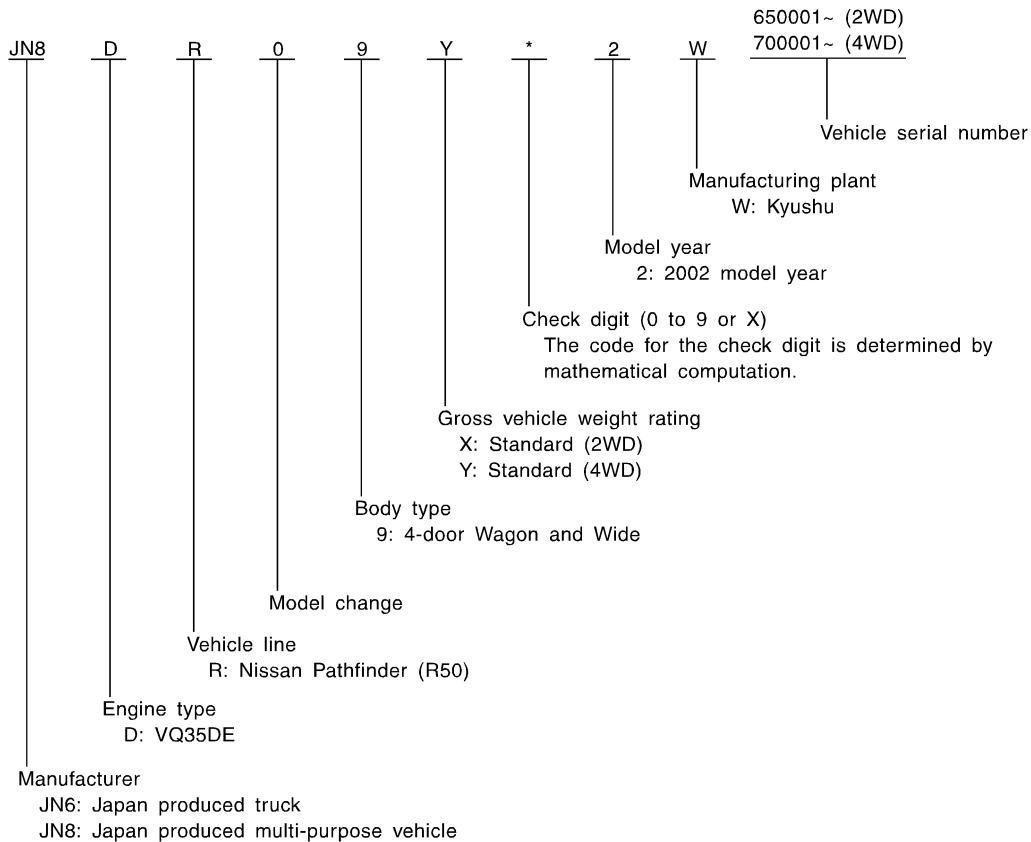 650001~ (2WD)
JN8 D R 0 9 Y * 2 W 700001~ (4WD)
Vehicle serial number
Manufacturing plant
W: Kyushu
Model year
2: 2002 model year
Check digit (0 to 9 or X)
The code for the check digit is determined by
mathematical computation.
Gross vehicle weight rating
X: Standard (2WD)
Y: Standard (4WD)
Body type
9: 4-door Wagon and Wide
Model change
Vehicle line
R: Nissan Pathfinder (R50)
Engine type
D: VQ35DE
Manufacturer
JN6: Japan produced truck
JN8: Japan produced multi-purpose vehicle